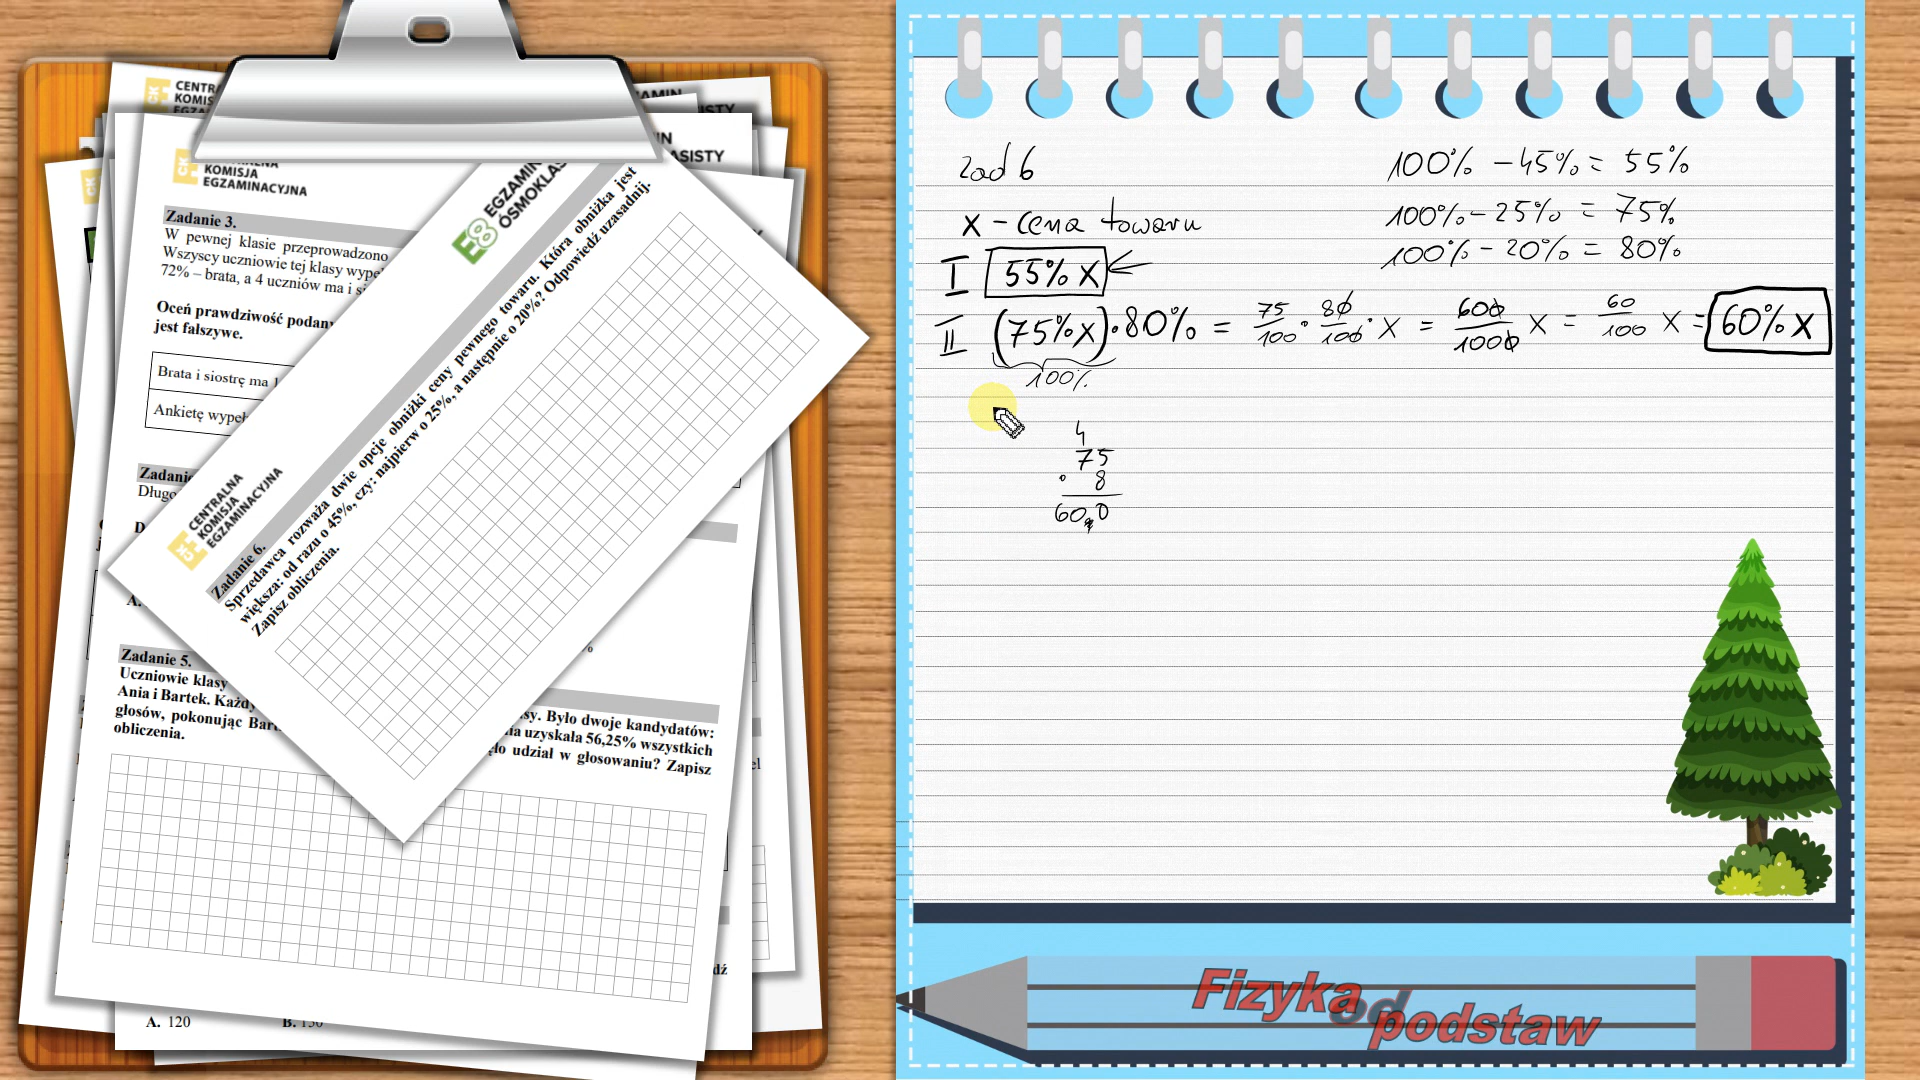 CENTRALNA
KOMISJA
EGZAMINACYJNA
Zadanie 3.
W pewnej klasie przeprowadzono
Wszyscy uczniowie tej klasy
72% – brata, a 4 uczniów ma i
Oceń prawdziwość
jest fałszywe.
Brata i siostrę ma
Ankietę
CENTRALNA
KOMISJA
EGZAMINACYJNA
E8 EGZAMIN
Zadanie 6.
Sprzedawca rozważa dwie opcje obniżki ceny pewnego towaru. Która obniżka jest
większa: od razu o 45%, czy: najpierw o 25%, a następnie o 20%? Odpowiedź uzasadnij.
Zapisz obliczenia.
Zadanie 5.
Uczniowie klasy
Było dwoje kandydatów:
Ania i Bartek.
uzyskała 56,25% wszystkich
głosów, pokonując
udział w głosowaniu? Zapisz
obliczenia.
A. 120
B. 150
zad 6
x - cena towaru
I 55% x
II (75% x) · 80% = 75/100 · 80/100 · x = 600/1000 x = 60/100 x = 60% x
100%
100% - 45% = 55%
100% - 25% = 75%
100% - 20% = 80%
4
75
· 8
60,0
Fizyka
od
podstaw